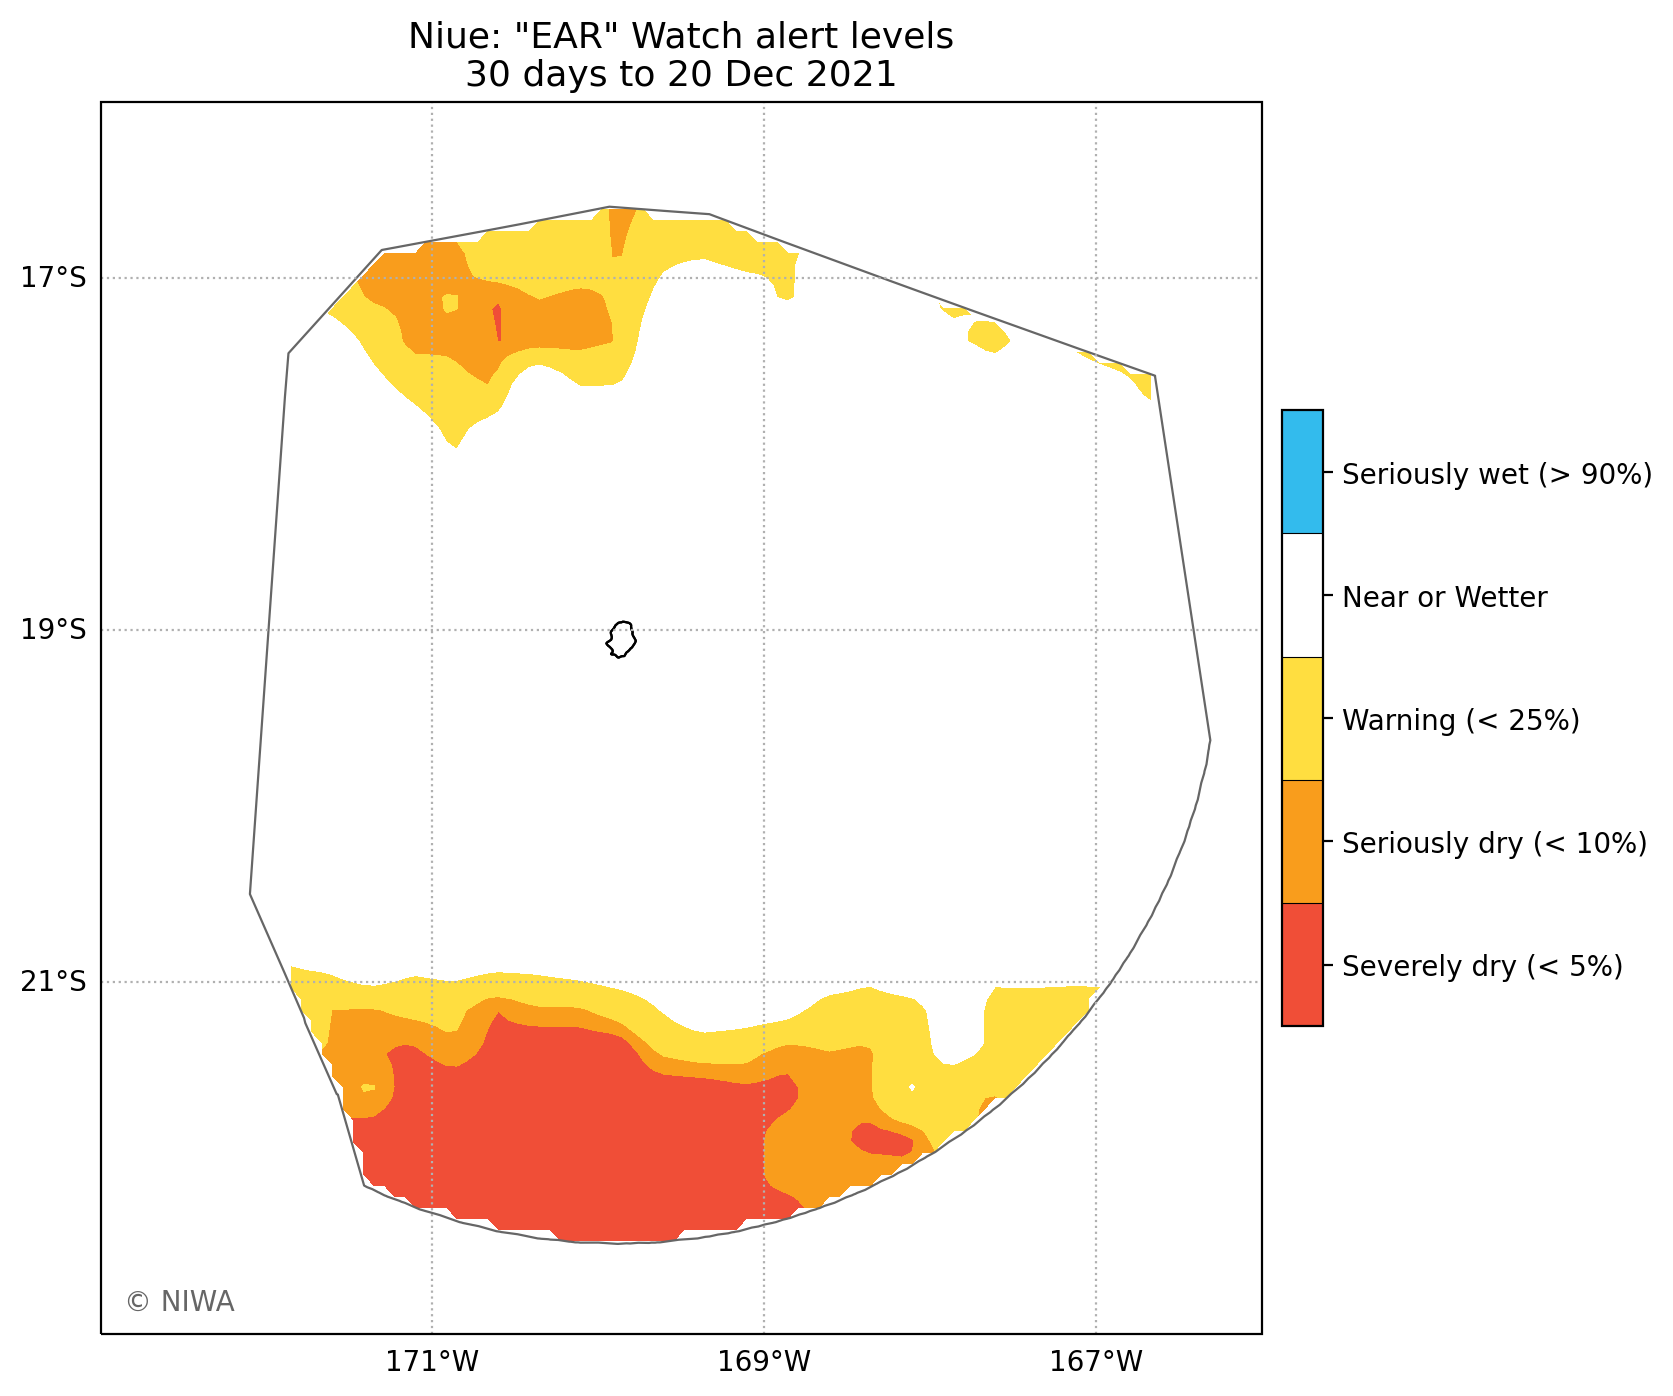 Niue: "EAR" Watch alert levels
30 days to 20 Dec 2021
17°S
19°S
21°S
171°W
169°W
167°W
Seriously wet (> 90%)
Near or Wetter
Warning (< 25%)
Seriously dry (< 10%)
Severely dry (< 5%)
© NIWA